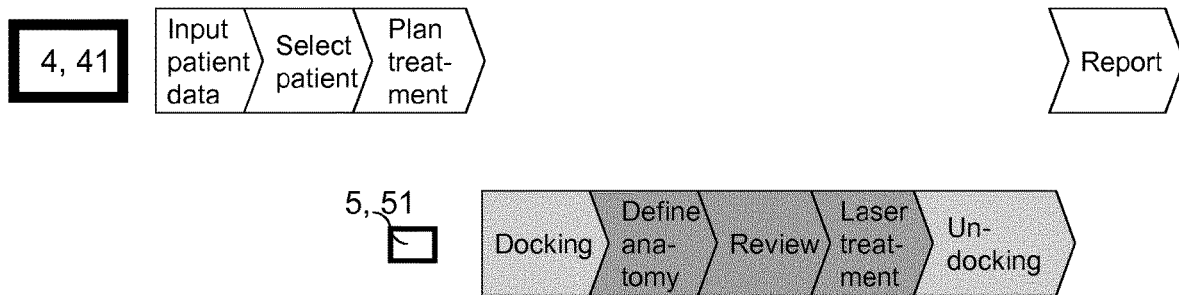 4, 41
Input
patient
data
Select
patient
Plan
treat-
ment
Report
5, 51
Docking
Define
ana-
tomy
Review
Laser
treat-
ment
Un-
docking